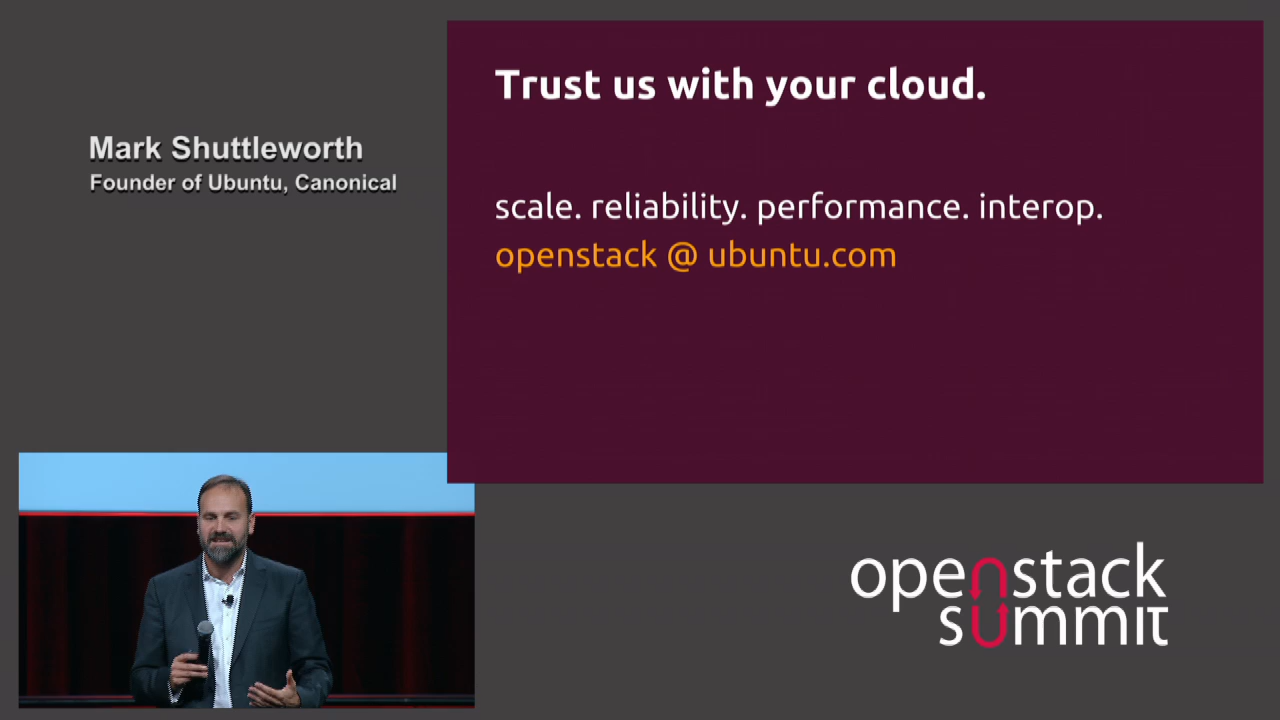 Mark Shuttleworth
Founder of Ubuntu, Canonical
Trust us with your cloud.
scale. reliability. performance. interop.
openstack @ ubuntu.com
openstack
summit